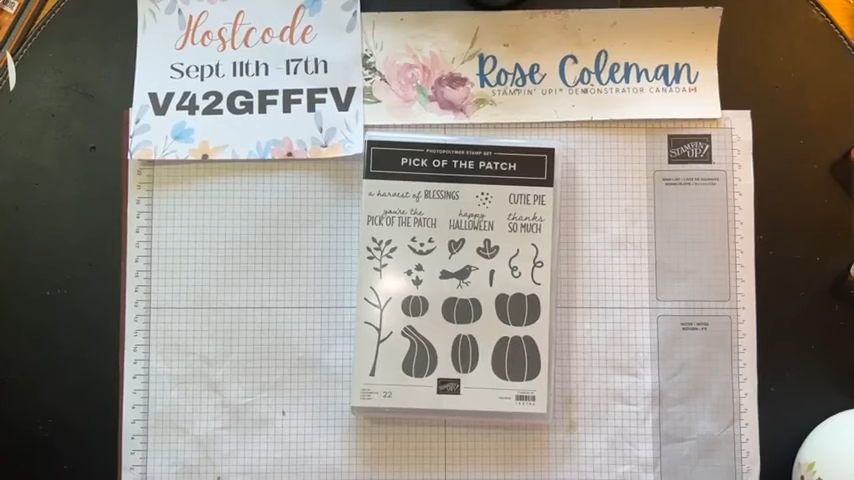 Hostcode
Sept 11th -17th
V42GFFFV
Rose Coleman
STAMPIN' UP!® DEMONSTRATOR CANADA
PHOTOPOLYMER STAMP SET
PICK OF THE PATCH
a harvest of BLESSINGS
CUTIE PIE
you're the
PICK OF THE PATCH
happy
HALLOWEEN
thanks
SO MUCH
STAMPIN' UP!
22
STAMPIN' UP!